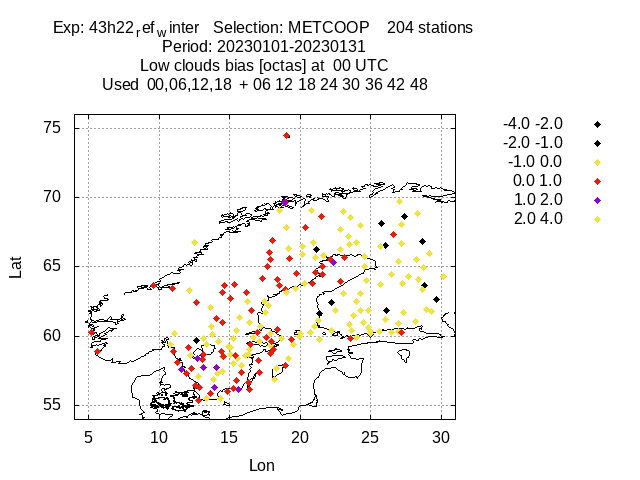 Exp: 43h22ref winter Selection: METCOOP 204 stations
Period: 20230101-20230131
Low clouds bias [octas] at 00 UTC
Used 00,06,12,18 + 06 12 18 24 30 36 42 48
75
70
65
60
55
5 10 15 20 25 30
Lat
Lon
-4.0 -2.0
-2.0 -1.0
-1.0 0.0
0.0 1.0
1.0 2.0
2.0 4.0